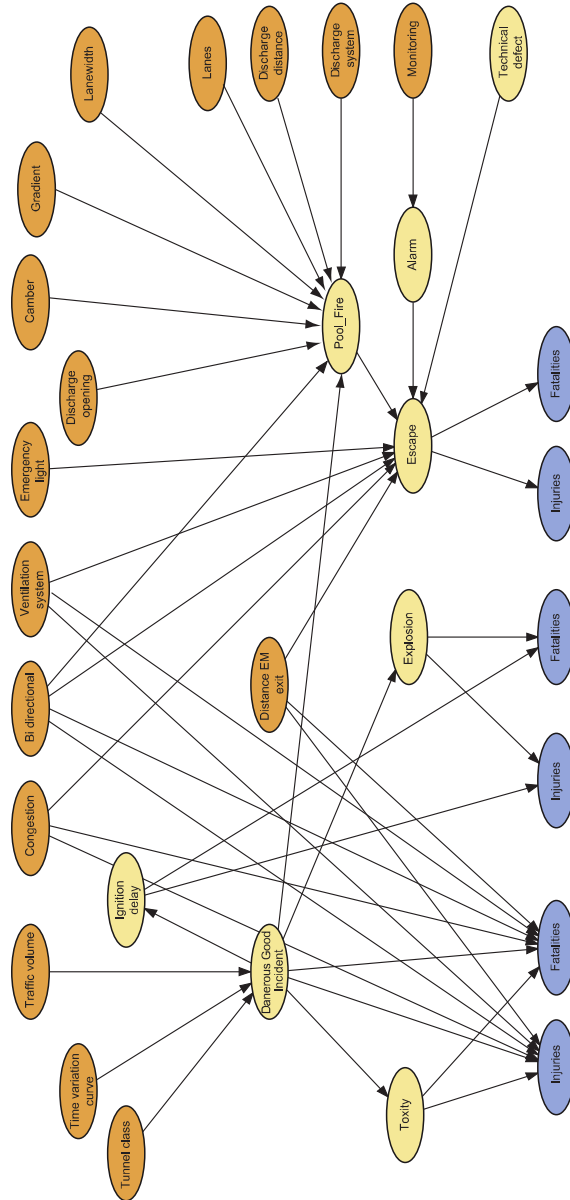 Tunnel class
Time variation
curve
Traffic volume
Congestion
Bi directional
Ventilation
system
Emergency
light
Discharge
opening
Camber
Gradient
Lanewidth
Lanes
Discharge
distance
Discharge
system
Monitoring
Technical
defect
Ignition
delay
Danerous Good
Incident
Distance EM
exit
Pool_Fire
Alarm
Toxity
Explosion
Escape
Injuries
Fatalities
Injuries
Fatalities
Injuries
Fatalities